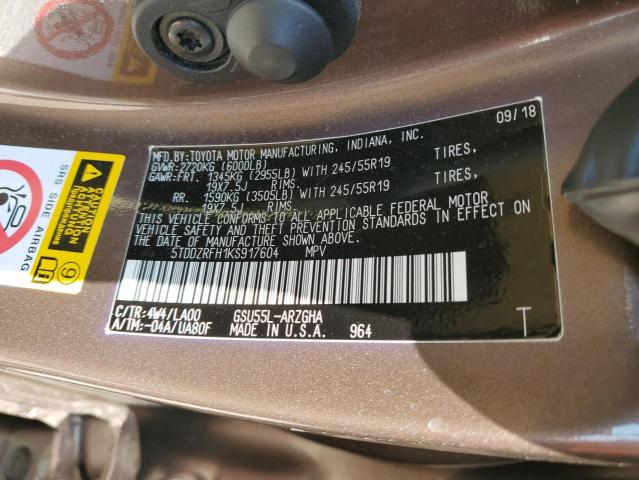 09/18
MFD.BY:TOYOTA MOTOR MANUFACTURING, INDIANA, INC.
GVWR:2720KG (6000LB)
GAWR:FRT. 1345KG (2955LB) WITH 245/55R19 TIRES,
19X7.5J RIMS
RR. 1590KG (3505LB) WITH 245/55R19 TIRES,
19X7.5J RIMS
THIS VEHICLE CONFORMS TO ALL APPLICABLE FEDERAL MOTOR
VEHICLE SAFETY AND THEFT PREVENTION STANDARDS IN EFFECT ON
THE DATE OF MANUFACTURE SHOWN ABOVE.
5TDDZRFH1KS917604 MPV
C/TR:4W4/LA00 GSU55L-ARZGHA
A/TM:-04A/UA80F MADE IN U.S.A. 964
T
SRS SIDE AIRBAG
9